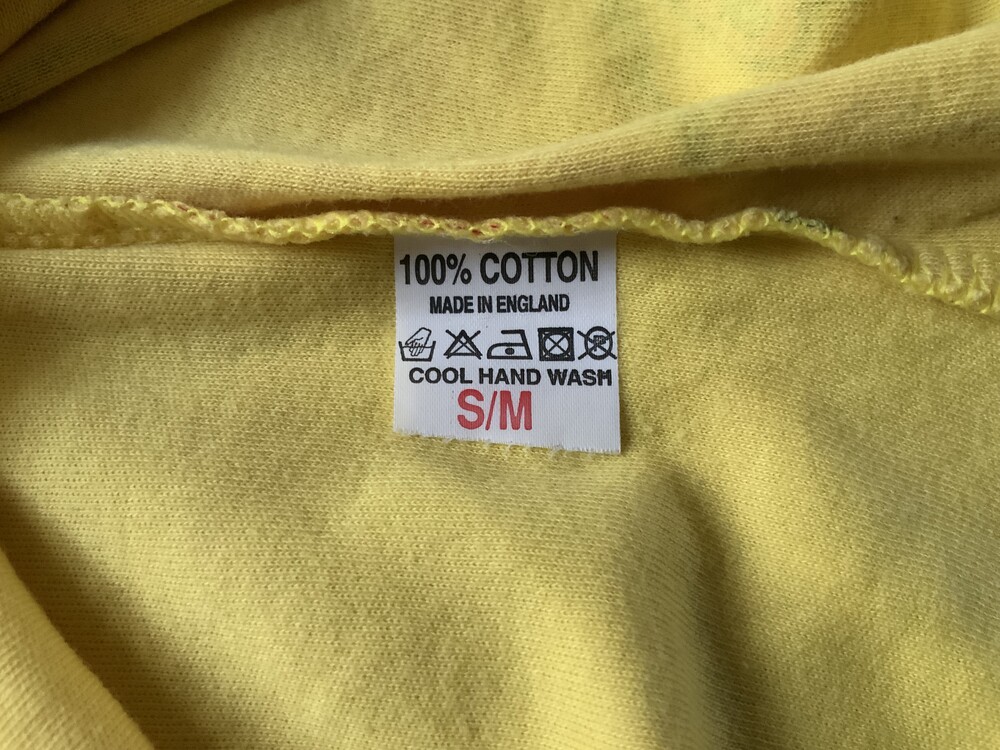 100% COTTON
MADE IN ENGLAND
COOL HAND WASH
S/M